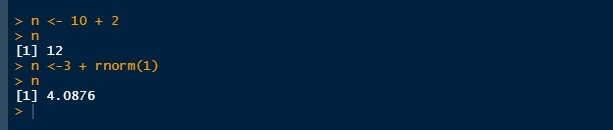 > n <- 10 + 2
> n
[1] 12
> n <-3 + rnorm(1)
> n
[1] 4.0876
>